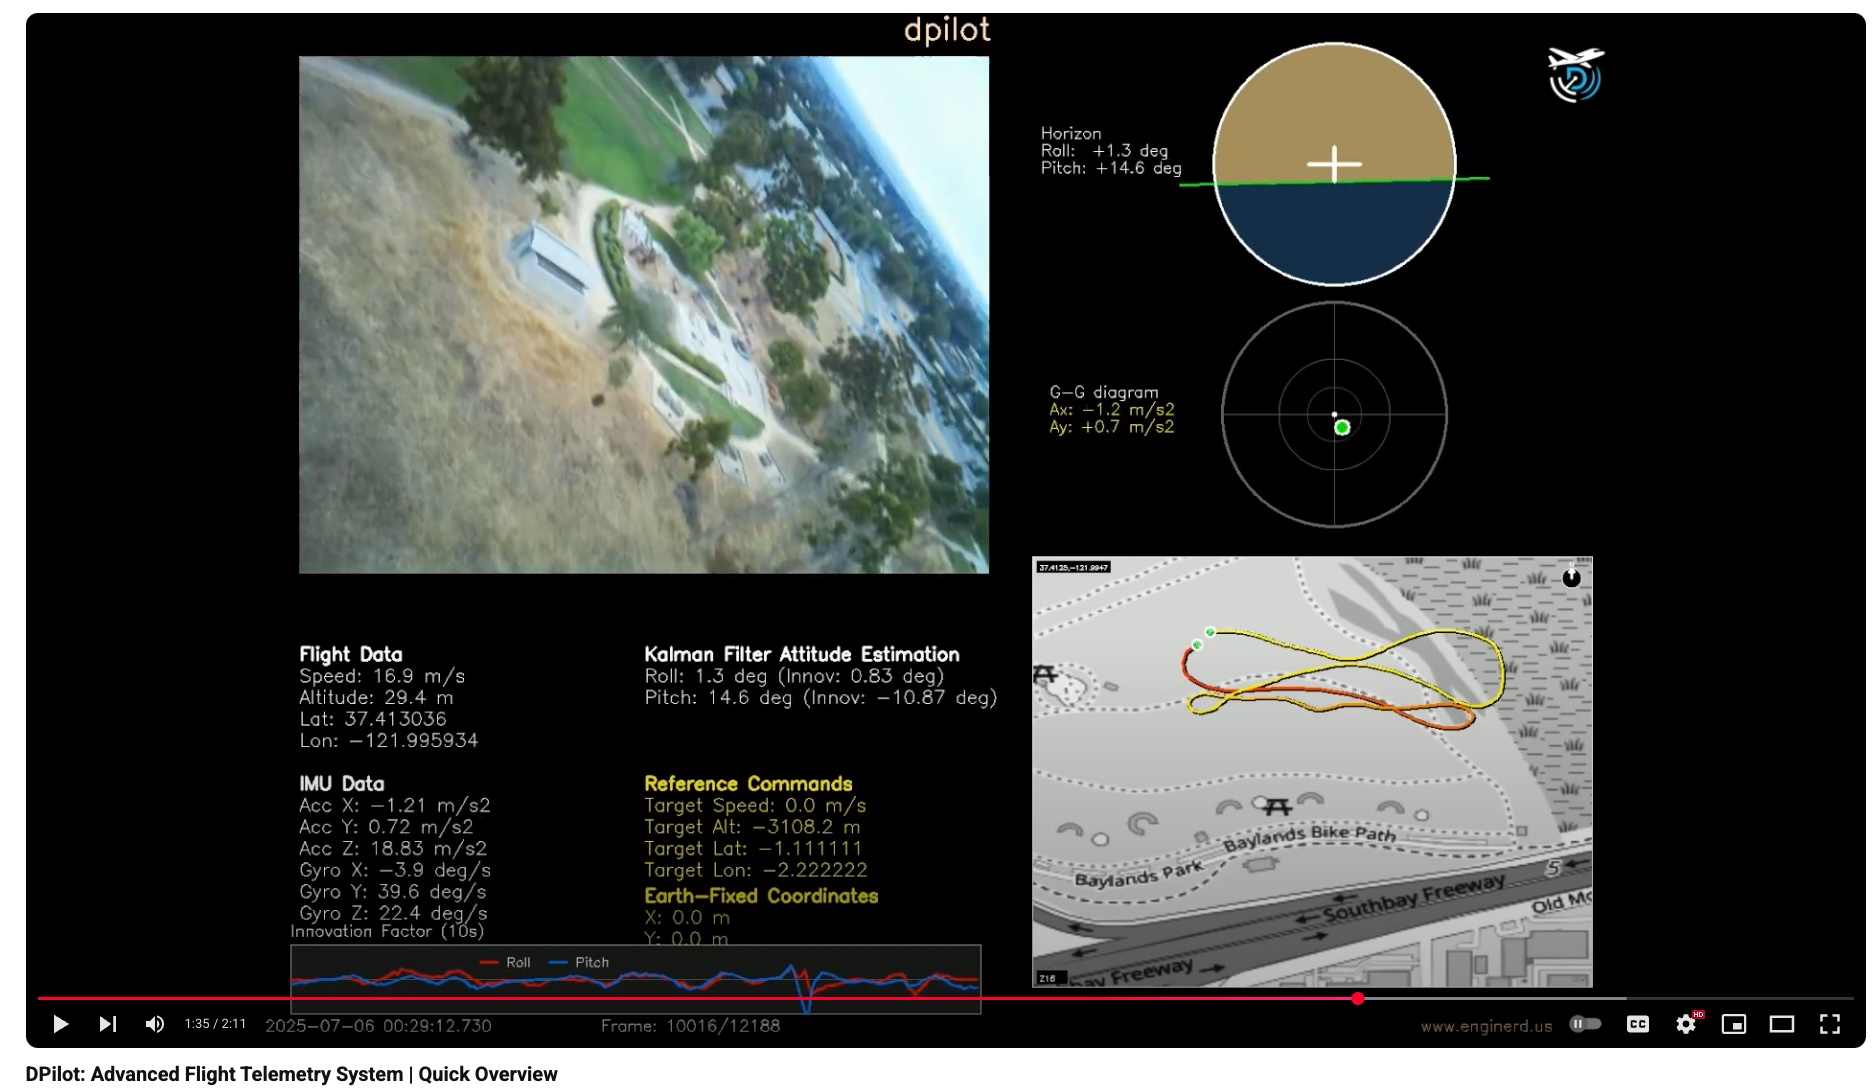 dpilot
Horizon
Roll: +1.3 deg
Pitch: +14.6 deg
G-G diagram
Ax: -1.2 m/s2
Ay: +0.7 m/s2
Flight Data
Speed: 16.9 m/s
Altitude: 29.4 m
Lat: 37.413036
Lon: -121.995934
Kalman Filter Attitude Estimation
Roll: 1.3 deg (Innov: 0.83 deg)
Pitch: 14.6 deg (Innov: -10.87 deg)
IMU Data
Acc X: -1.21 m/s2
Acc Y: 0.72 m/s2
Acc Z: 18.83 m/s2
Gyro X: -3.9 deg/s
Gyro Y: 39.6 deg/s
Gyro Z: 22.4 deg/s
Reference Commands
Target Speed: 0.0 m/s
Target Alt: -3108.2 m
Target Lat: -1.111111
Target Lon: -2.222222
Earth-Fixed Coordinates
X: 0.0 m
Y: 0.0 m
Innovation Factor (10s)
Roll Pitch
37.4125,-121.9947
Baylands Bike Path
Baylands Park
5
Southbay Freeway
Old Mo
bay Freeway
Z16
1:35 / 2:11
2025-07-06 00:29:12.730
Frame: 10016/12188
www.enginerd.us
CC
HD
DPilot: Advanced Flight Telemetry System | Quick Overview